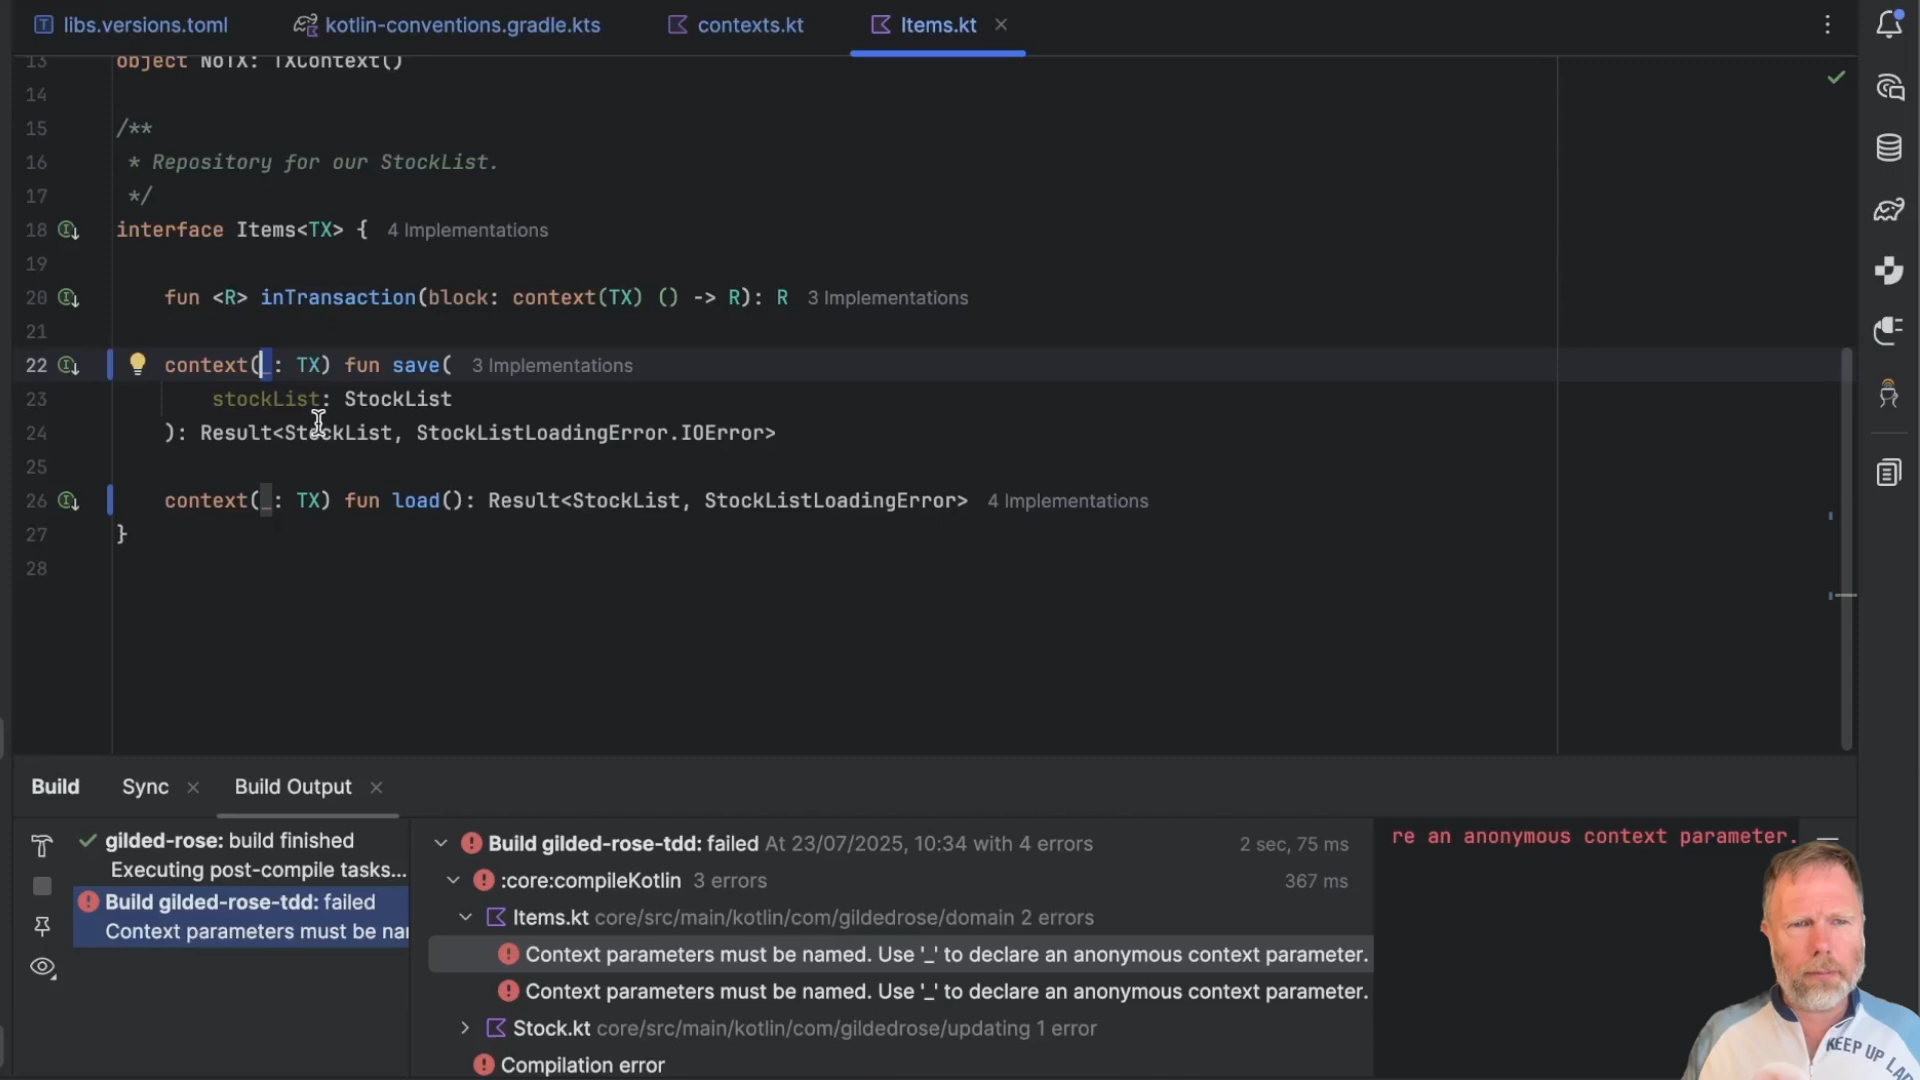 libs.versions.toml kotlin-conventions.gradle.kts contexts.kt Items.kt
13 object NoTX: TXContext()
14
15 /**
16 * Repository for our StockList.
17 */
18 interface Items<TX> { 4 Implementations
19
20 fun <R> inTransaction(block: context(TX) () -> R): R 3 Implementations
21
22 context(_: TX) fun save( 3 Implementations
23 stockList: StockList
24 ): Result<StockList, StockListLoadingError.IOError>
25
26 context(_: TX) fun load(): Result<StockList, StockListLoadingError> 4 Implementations
27 }
28
Build Sync Build Output
gilded-rose: build finished
Executing post-compile tasks...
Build gilded-rose-tdd: failed
Context parameters must be nar
Build gilded-rose-tdd: failed At 23/07/2025, 10:34 with 4 errors 2 sec, 75 ms
:core:compileKotlin 3 errors 367 ms
Items.kt core/src/main/kotlin/com/gildedrose/domain 2 errors
Context parameters must be named. Use '_' to declare an anonymous context parameter.
Context parameters must be named. Use '_' to declare an anonymous context parameter.
Stock.kt core/src/main/kotlin/com/gildedrose/updating 1 error
Compilation error
re an anonymous context parameter.
KEEP UP